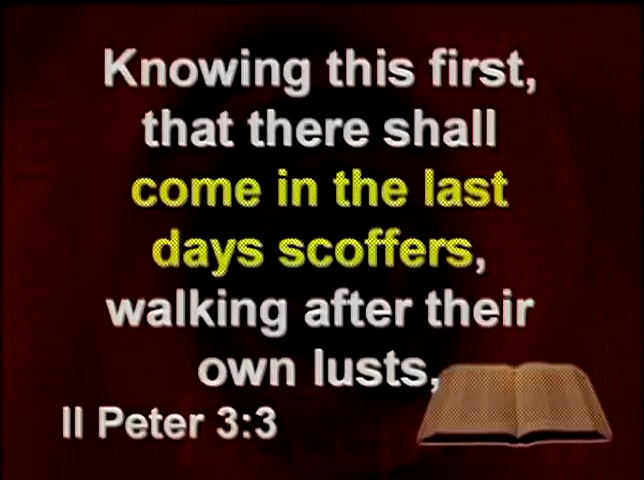 Knowing this first,
that there shall
come in the last
days scoffers,
walking after their
own lusts,
II Peter 3:3